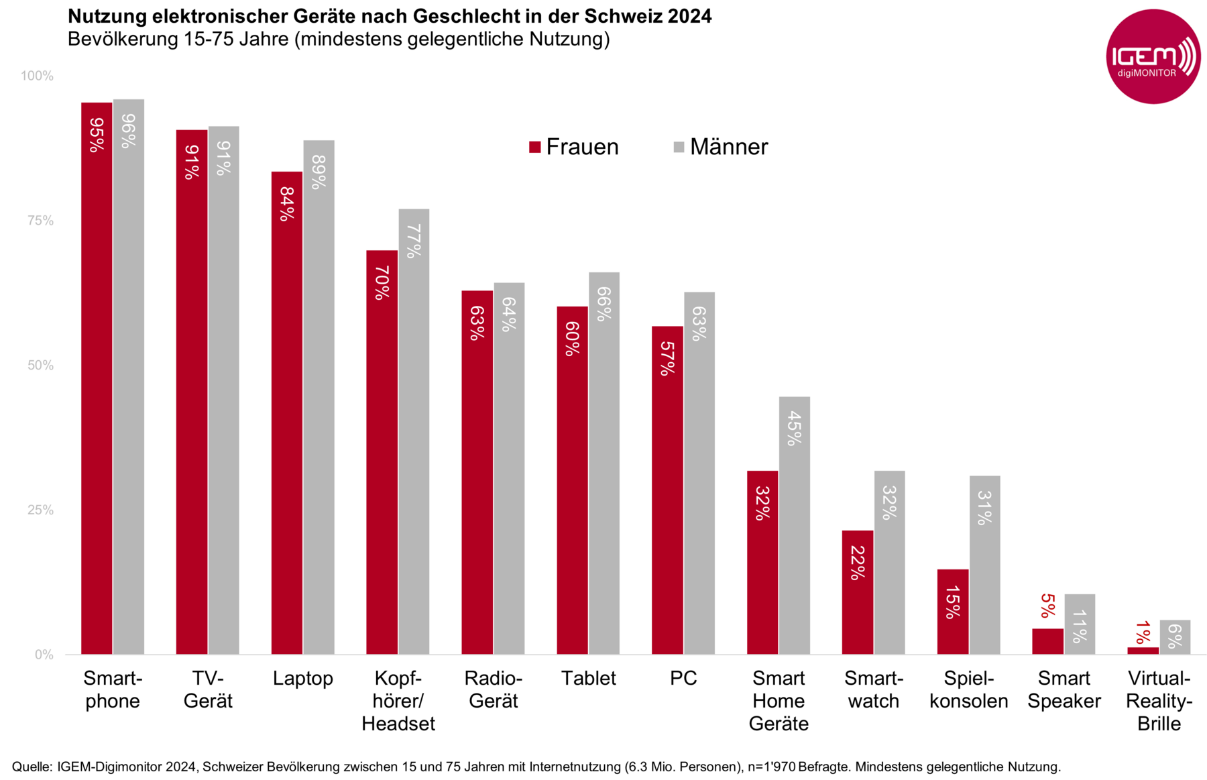 Nutzung elektronischer Geräte nach Geschlecht in der Schweiz 2024
Bevölkerung 15-75 Jahre (mindestens gelegentliche Nutzung)
IGEM
digiMONITOR
100%
75%
50%
25%
0%
Frauen
Männer
95%
96%
91%
91%
84%
89%
70%
77%
63%
64%
60%
66%
57%
63%
32%
45%
22%
32%
15%
31%
5%
11%
1%
6%
Smart-
phone
TV-
Gerät
Laptop
Kopf-
hörer/
Headset
Radio-
Gerät
Tablet
PC
Smart
Home
Geräte
Smart-
watch
Spiel-
konsolen
Smart
Speaker
Virtual-
Reality-
Brille
Quelle: IGEM-Digimonitor 2024, Schweizer Bevölkerung zwischen 15 und 75 Jahren mit Internetnutzung (6.3 Mio. Personen), n=1'970 Befragte. Mindestens gelegentliche Nutzung.